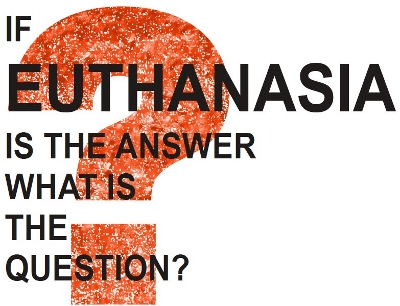 IF
EUTHANASIA
IS THE ANSWER
WHAT IS
THE
QUESTION?